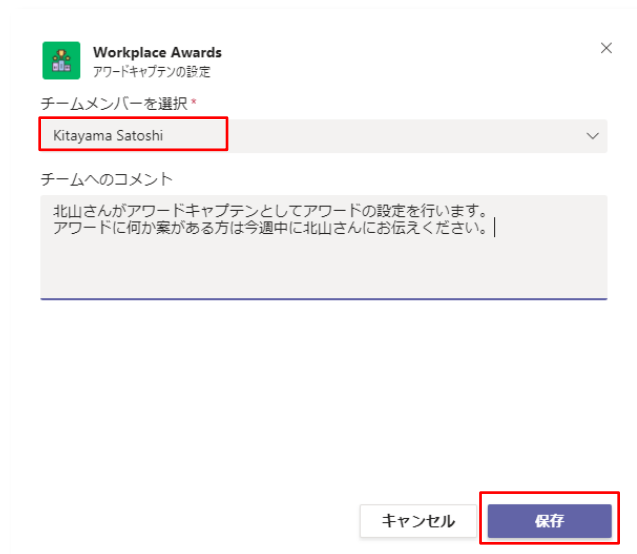 Workplace Awards
アワードキャプテンの設定
チームメンバーを選択*
Kitayama Satoshi
チームへのコメント
北山さんがアワードキャプテンとしてアワードの設定を行います。
アワードに何か案がある方は今週中に北山さんにお伝えください。
キャンセル
保存